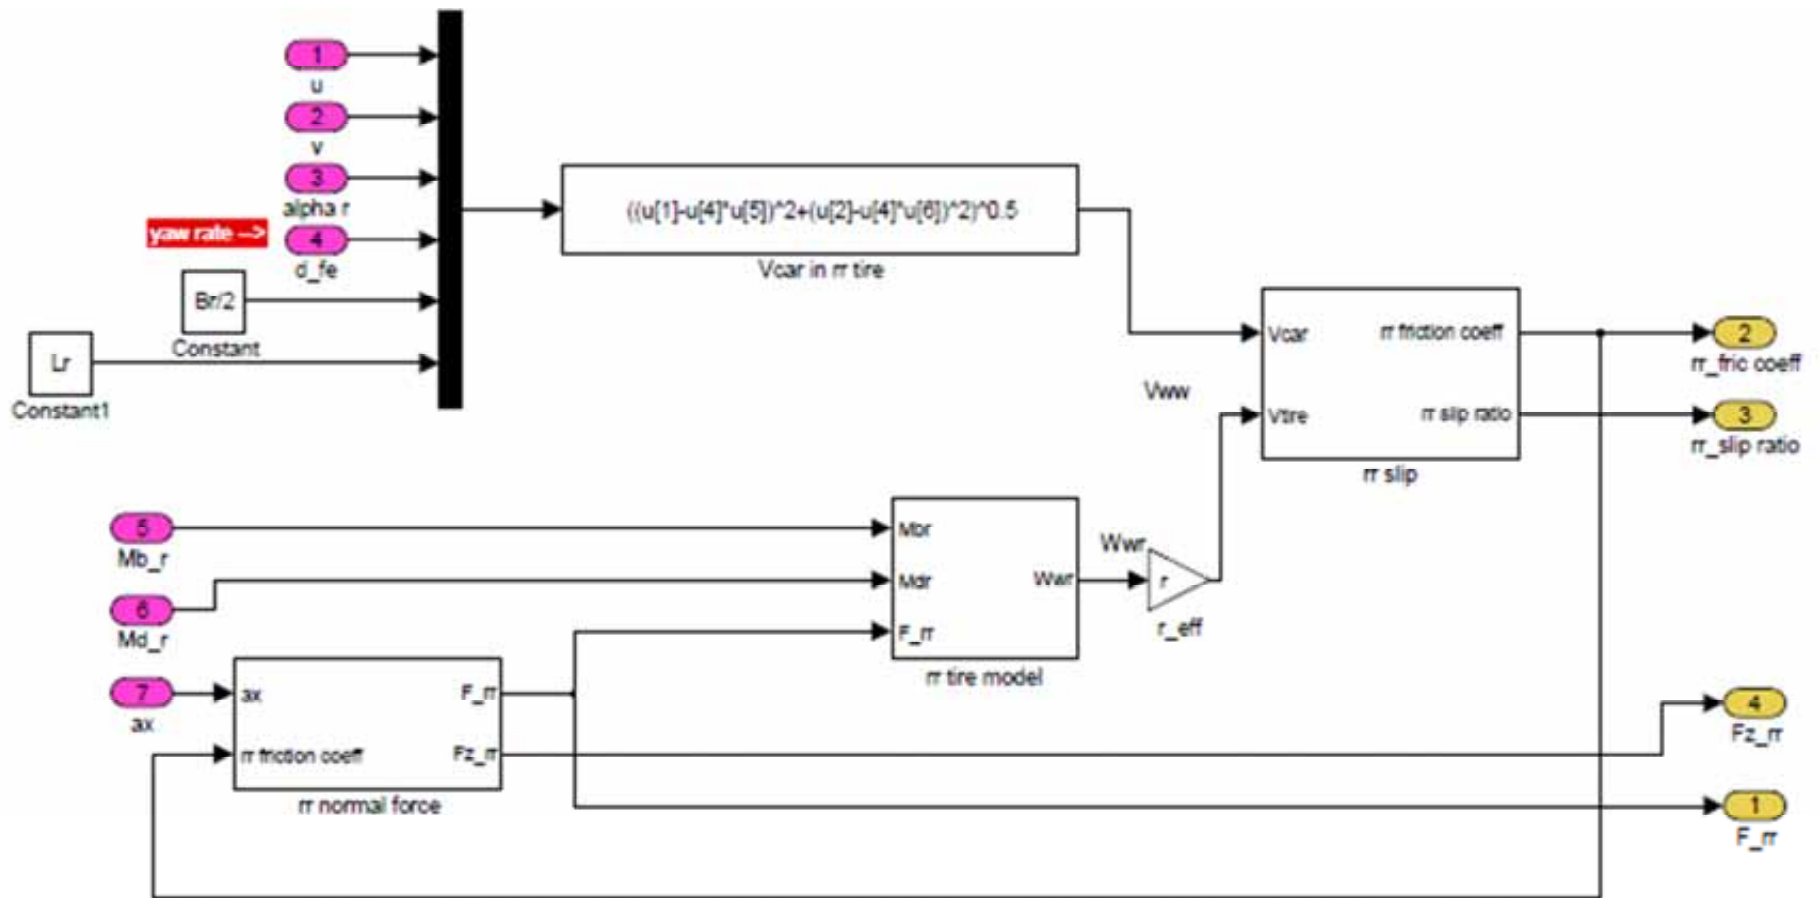 1
u
2
v
3
alpha r
yaw rate -->
4
d_fe
Br/2
Constant
Lr
Constant1
((u[1]-u[4]*u[5])^2+(u[2]-u[4]*u[6])^2)^0.5
Vcar in rr tire
Vcar
rr friction coeff
Vtire
rr slip ratio
rr slip
Vww
2
rr_fric coeff
3
rr_slip ratio
5
Mb_r
6
Md_r
7
ax
Mbr
Mdr
F_rr
Wwr
rr tire model
Wwr
r
r_eff
ax
F_rr
rr friction coeff
Fz_rr
rr normal force
4
Fz_rr
1
F_rr